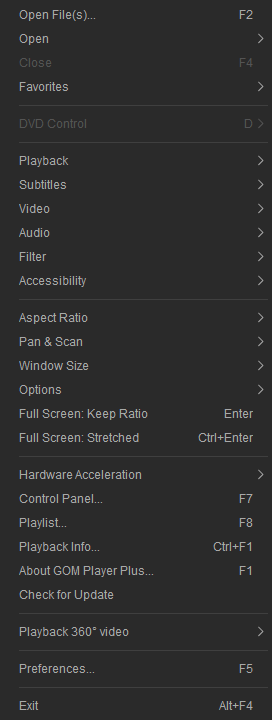 Open File(s)... F2
Open
Close F4
Favorites
DVD Control D
Playback
Subtitles
Video
Audio
Filter
Accessibility
Aspect Ratio
Pan & Scan
Window Size
Options
Full Screen: Keep Ratio Enter
Full Screen: Stretched Ctrl+Enter
Hardware Acceleration
Control Panel... F7
Playlist... F8
Playback Info... Ctrl+F1
About GOM Player Plus... F1
Check for Update
Playback 360° video
Preferences... F5
Exit Alt+F4